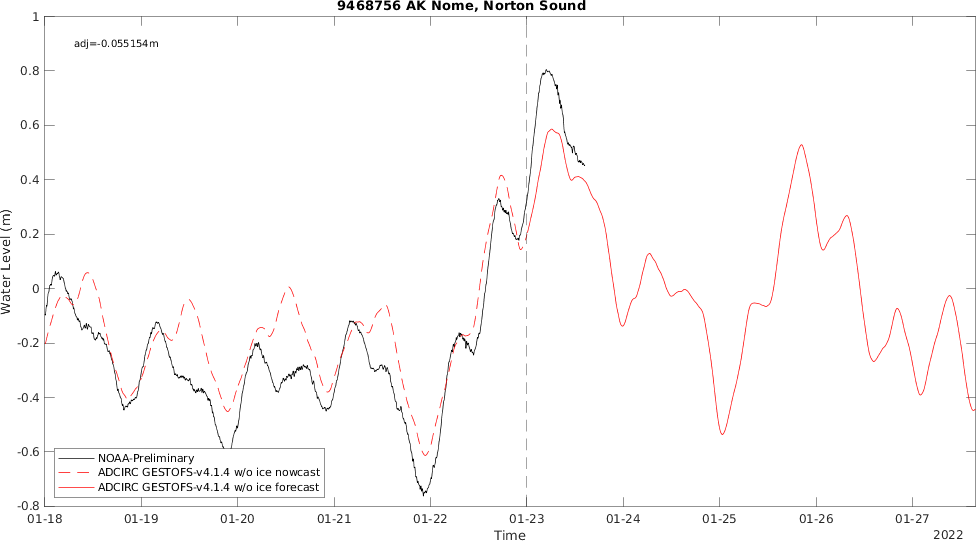 9468756 AK Nome, Norton Sound
adj=-0.055154m
Water Level (m)
1
0.8
0.6
0.4
0.2
0
-0.2
-0.4
-0.6
-0.8
NOAA-Preliminary
ADCIRC GESTOFS-v4.1.4 w/o ice nowcast
ADCIRC GESTOFS-v4.1.4 w/o ice forecast
01-18 01-19 01-20 01-21 01-22 01-23 01-24 01-25 01-26 01-27
Time
2022